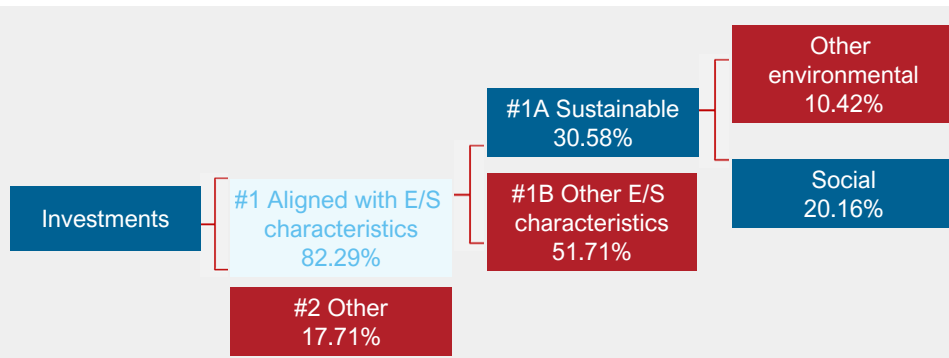 Investments
#1 Aligned with E/S
characteristics
82.29%
#2 Other
17.71%
#1A Sustainable
30.58%
#1B Other E/S
characteristics
51.71%
Other
environmental
10.42%
Social
20.16%